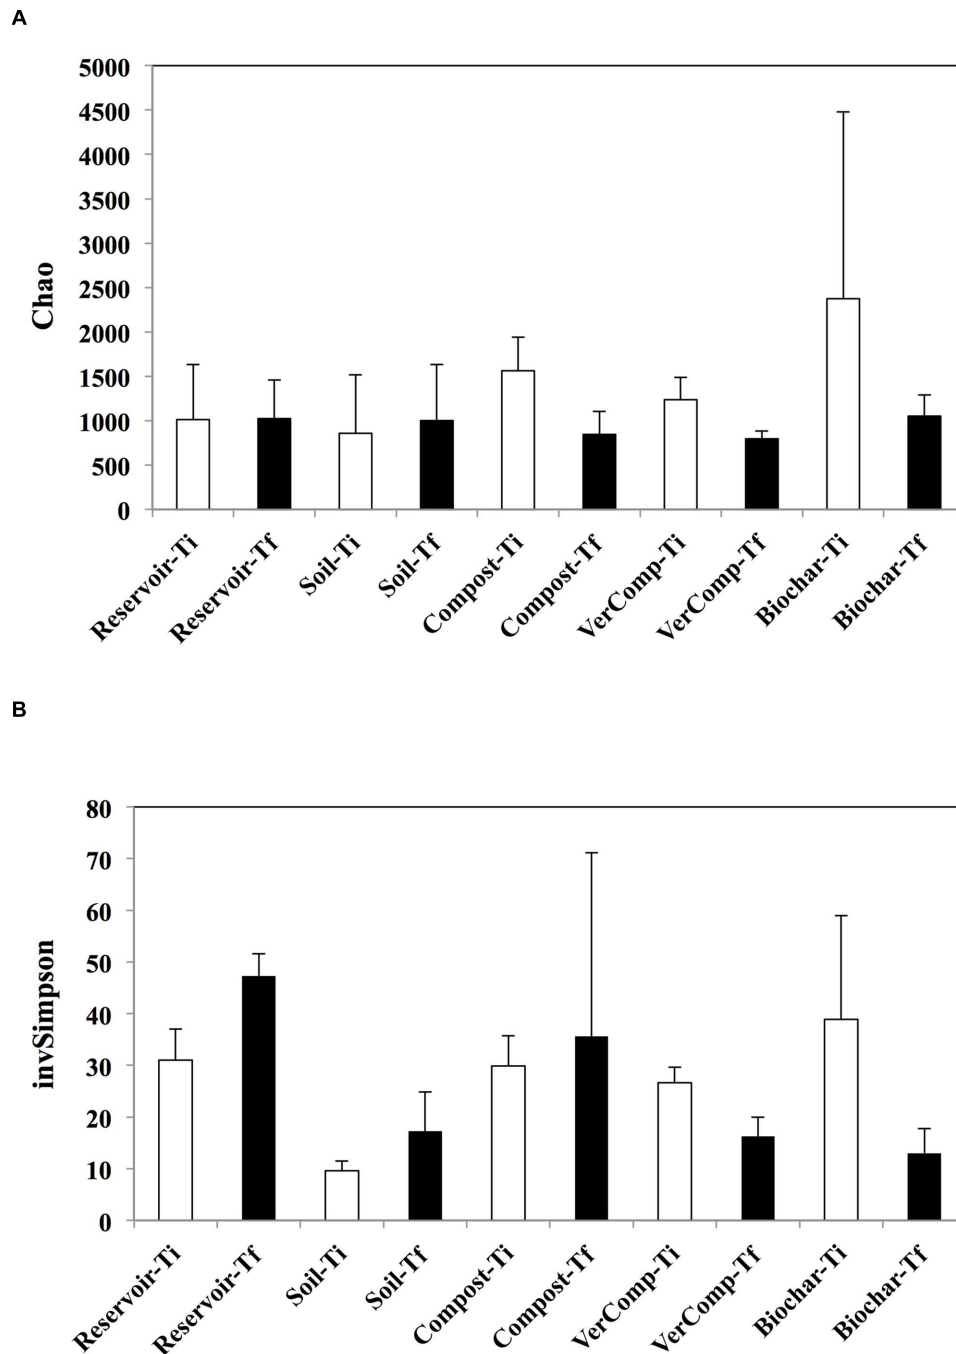 A
5000
4500
4000
3500
3000
2500
2000
1500
1000
500
0
Chao
Reservoir-Ti
Reservoir-Tf
Soil-Ti
Soil-Tf
Compost-Ti
Compost-Tf
VerComp-Ti
VerComp-Tf
Biochar-Ti
Biochar-Tf
B
80
70
60
50
40
30
20
10
0
invSimpson
Reservoir-Ti
Reservoir-Tf
Soil-Ti
Soil-Tf
Compost-Ti
Compost-Tf
VerComp-Ti
VerComp-Tf
Biochar-Ti
Biochar-Tf